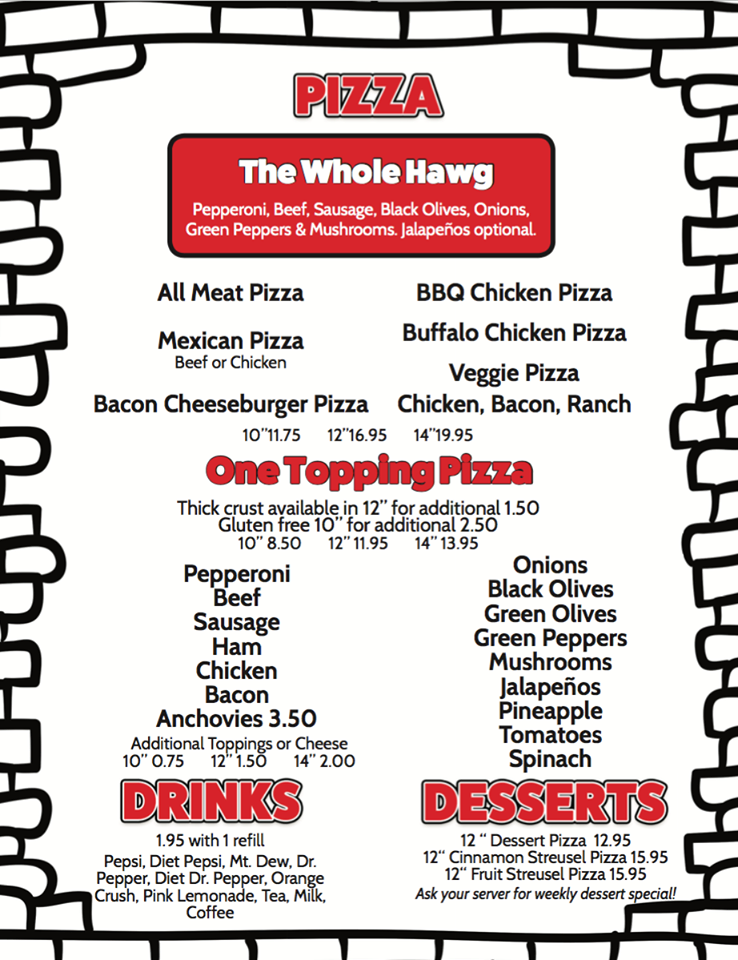 PIZZA
The Whole Hawg
Pepperoni, Beef, Sausage, Black Olives, Onions,
Green Peppers & Mushrooms. Jalapeños optional.
All Meat Pizza
BBQ Chicken Pizza
Mexican Pizza
Beef or Chicken
Buffalo Chicken Pizza
Veggie Pizza
Bacon Cheeseburger Pizza
Chicken, Bacon, Ranch
10"11.75 12"16.95 14"19.95
One Topping Pizza
Thick crust available in 12" for additional 1.50
Gluten free 10" for additional 2.50
10" 8.50 12" 11.95 14" 13.95
Pepperoni
Beef
Sausage
Ham
Chicken
Bacon
Anchovies 3.50
Additional Toppings or Cheese
10" 0.75 12" 1.50 14" 2.00
Onions
Black Olives
Green Olives
Green Peppers
Mushrooms
Jalapeños
Pineapple
Tomatoes
Spinach
DRINKS
1.95 with 1 refill
Pepsi, Diet Pepsi, Mt. Dew, Dr.
Pepper, Diet Dr. Pepper, Orange
Crush, Pink Lemonade, Tea, Milk,
Coffee
DESSERTS
12 " Dessert Pizza 12.95
12" Cinnamon Streusel Pizza 15.95
12" Fruit Streusel Pizza 15.95
Ask your server for weekly dessert special!